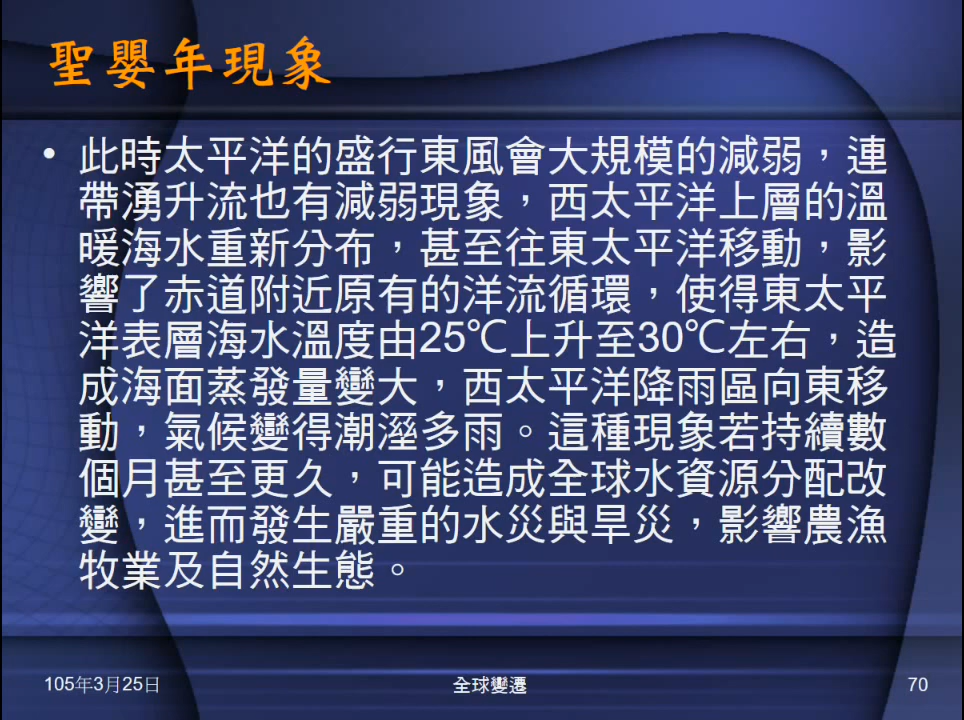 聖嬰年現象
• 此時太平洋的盛行東風會大規模的減弱，連
帶湧升流也有減弱現象，西太平洋上層的溫
暖海水重新分布，甚至往東太平洋移動，影
響了赤道附近原有的洋流循環，使得東太平
洋表層海水溫度由25℃上升至30℃左右，造
成海面蒸發量變大，西太平洋降雨區向東移
動，氣候變得潮溼多雨。這種現象若持續數
個月甚至更久，可能造成全球水資源分配改
變，進而發生嚴重的水災與旱災，影響農漁
牧業及自然生態。
105年3月25日
全球變遷
70